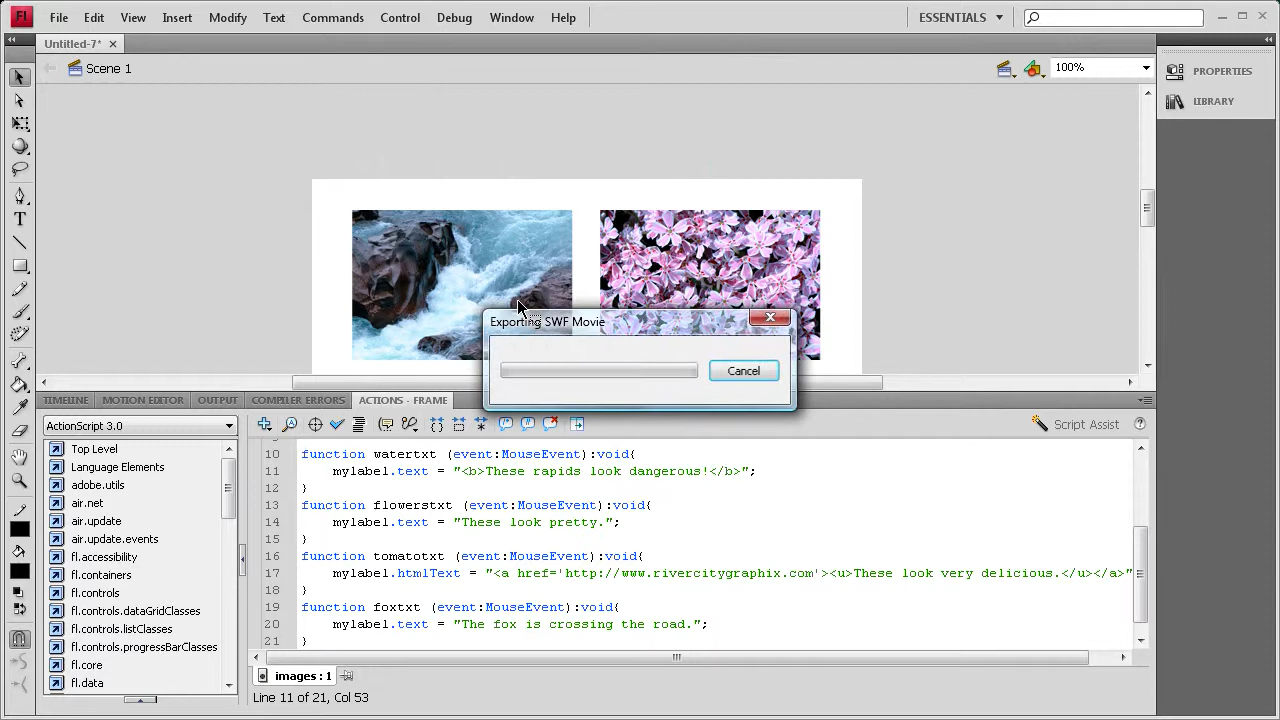 Fl File Edit View Insert Modify Text Commands Control Debug Window Help ESSENTIALS
Untitled-7*
Scene 1 100%
PROPERTIES
LIBRARY
Exporting SWF Movie
Cancel
TIMELINE MOTION EDITOR OUTPUT COMPILER ERRORS ACTIONS - FRAME
ActionScript 3.0 Script Assist
Top Level
Language Elements
adobe.utils
air.net
air.update
air.update.events
fl.accessibility
fl.containers
fl.controls
fl.controls.dataGridClasses
fl.controls.listClasses
fl.controls.progressBarClasses
fl.core
fl.data
10 function watertxt (event:MouseEvent):void{
11 mylabel.text = "<b>These rapids look dangerous!</b>";
12 }
13 function flowerstxt (event:MouseEvent):void{
14 mylabel.text = "These look pretty.";
15 }
16 function tomatotxt (event:MouseEvent):void{
17 mylabel.htmlText = "<a href='http://www.rivercitygraphix.com'><u>These look very delicious.</u></a>"
18 }
19 function foxtxt (event:MouseEvent):void{
20 mylabel.text = "The fox is crossing the road.";
21 }
images : 1
Line 11 of 21, Col 53